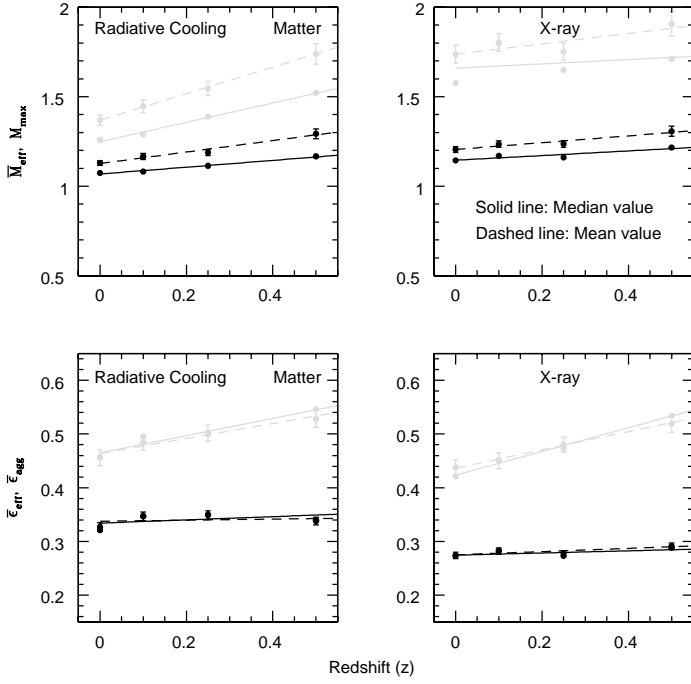 Radiative Cooling Matter
X-ray
2
1.5
1
0.5
M̅eff, Mmax
2
1.5
1
0.5
Solid line: Median value
Dashed line: Mean value
0 0.2 0.4
0 0.2 0.4
Radiative Cooling Matter
X-ray
0.6
0.5
0.4
0.3
0.2
ϵ̅eff, ϵ̅agg
0.6
0.5
0.4
0.3
0.2
0 0.2 0.4
0 0.2 0.4
Redshift (z)